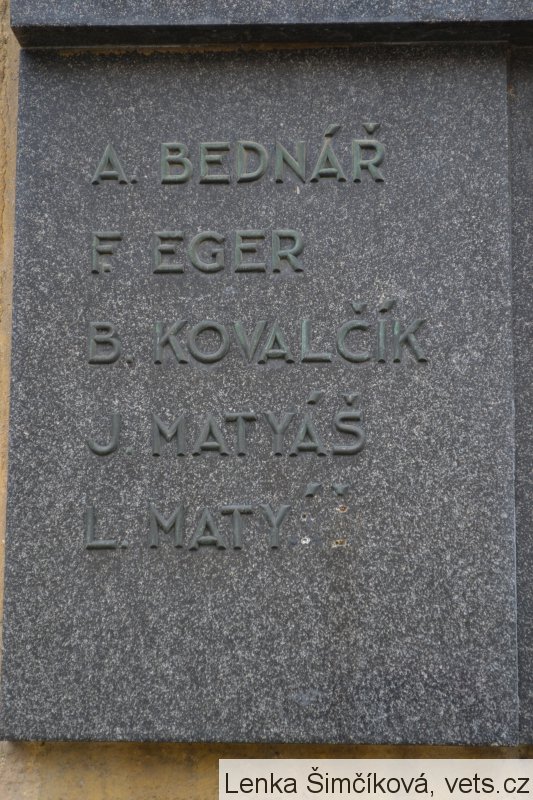 A. BEDNÁŘ
F. EGER
B. KOVALČÍK
J. MATYÁŠ
L. MATY´ˇ
Lenka Šimčíková, vets.cz